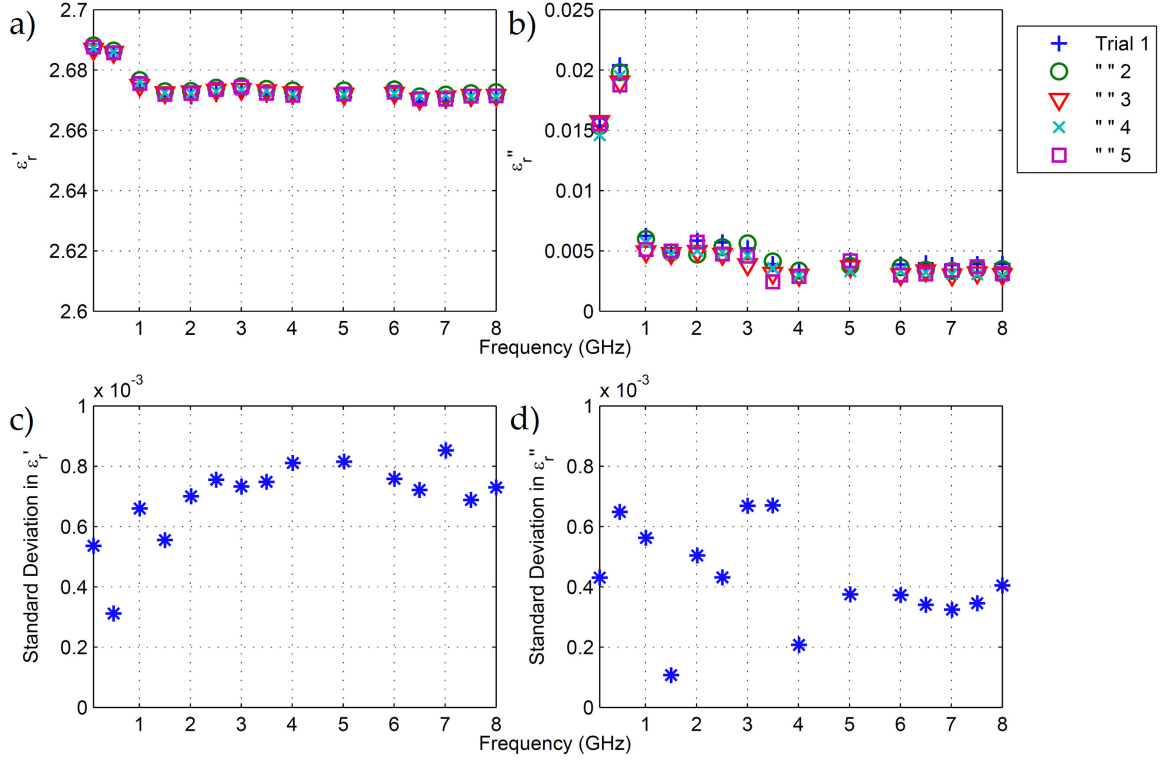 a)
2.7
2.68
2.66
2.64
2.62
2.6
εr'
1 2 3 4 5 6 7 8
b)
0.025
0.02
0.015
0.01
0.005
0
εr"
1 2 3 4 5 6 7 8
Frequency (GHz)
Trial 1
" " 2
" " 3
" " 4
" " 5
c)
x 10-3
1
0.8
0.6
0.4
0.2
0
Standard Deviation in εr'
1 2 3 4 5 6 7 8
d)
x 10-3
1
0.8
0.6
0.4
0.2
0
Standard Deviation in εr"
1 2 3 4 5 6 7 8
Frequency (GHz)